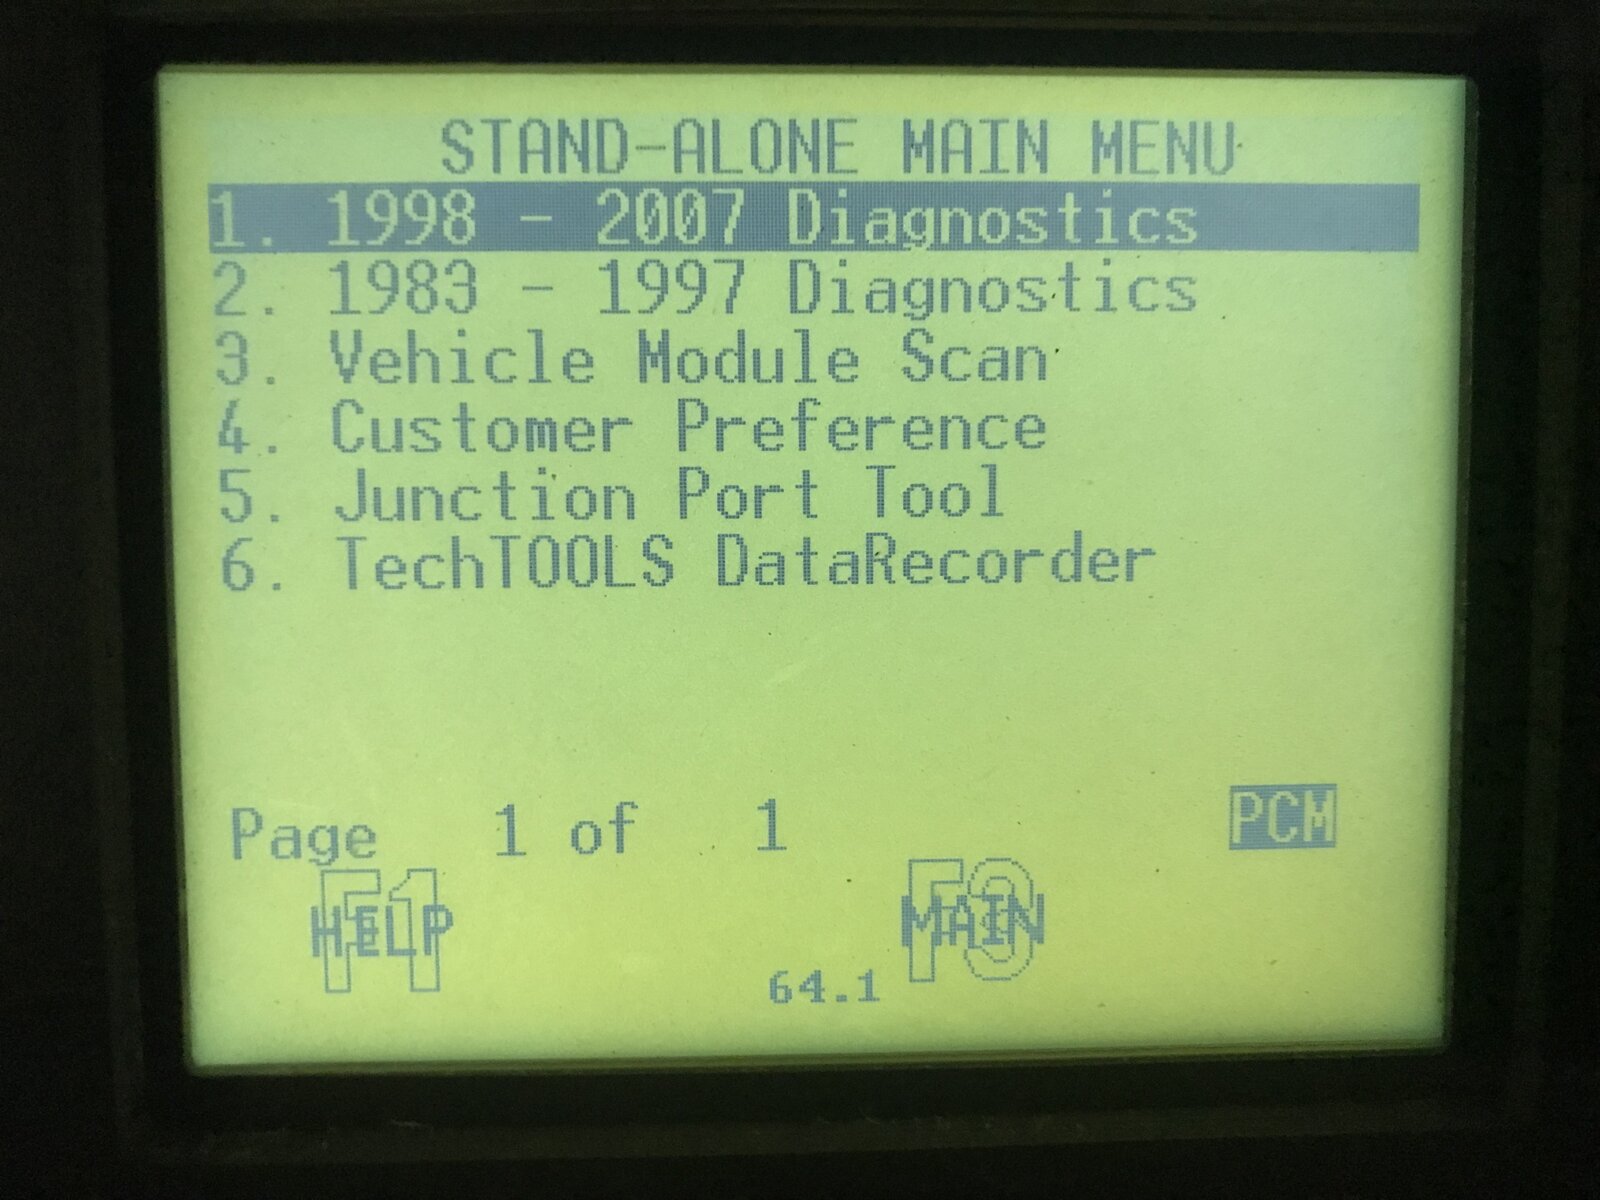 STAND-ALONE MAIN MENU
1. 1998 - 2007 Diagnostics
2. 1983 - 1997 Diagnostics
3. Vehicle Module Scan
4. Customer Preference
5. Junction Port Tool
6. TechTOOLS DataRecorder
Page 1 of 1 PCM
F1 HELP F3 MAIN
64.1